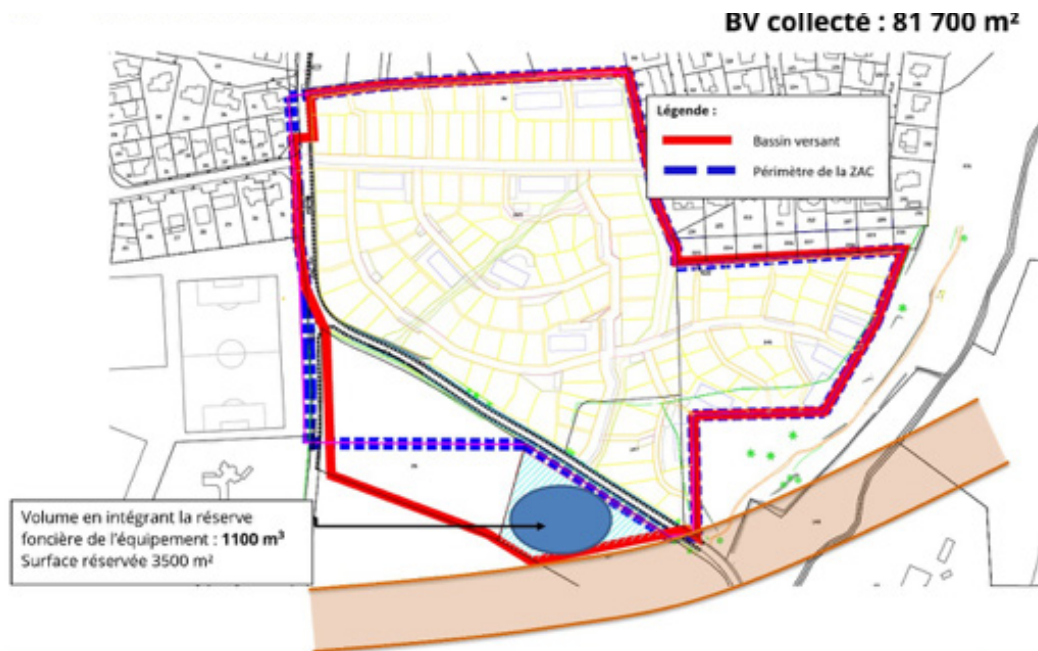 BV collecté : 81 700 m²
Légende :
Bassin versant
Périmètre de la ZAC
Volume en intégrant la réserve
foncière de l'équipement : 1100 m³
Surface réservée 3500 m²